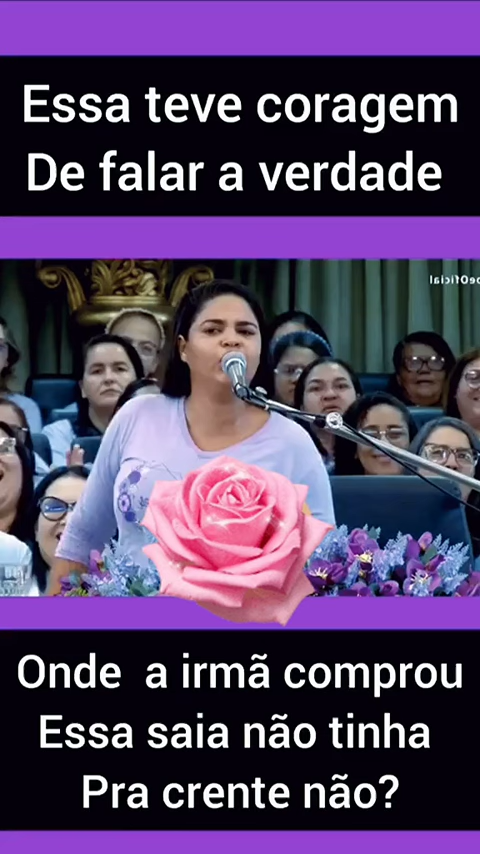 Essa teve coragem
De falar a verdade
Onde a irmã comprou
Essa saia não tinha
Pra crente não?